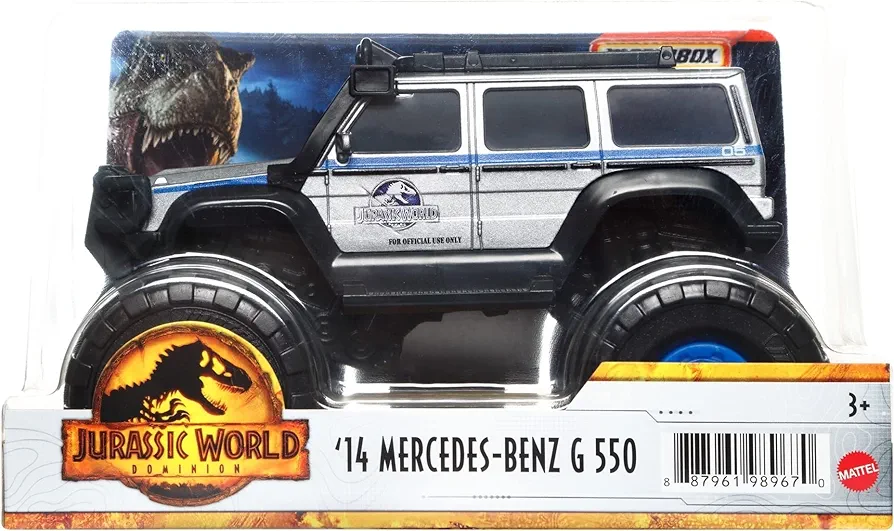 BOX
05
JURASSIC WORLD
FOR OFFICIAL USE ONLY
JURASSIC WORLD
DOMINION
'14 MERCEDES-BENZ G 550
3+
8 87961 98967 0
MATTEL